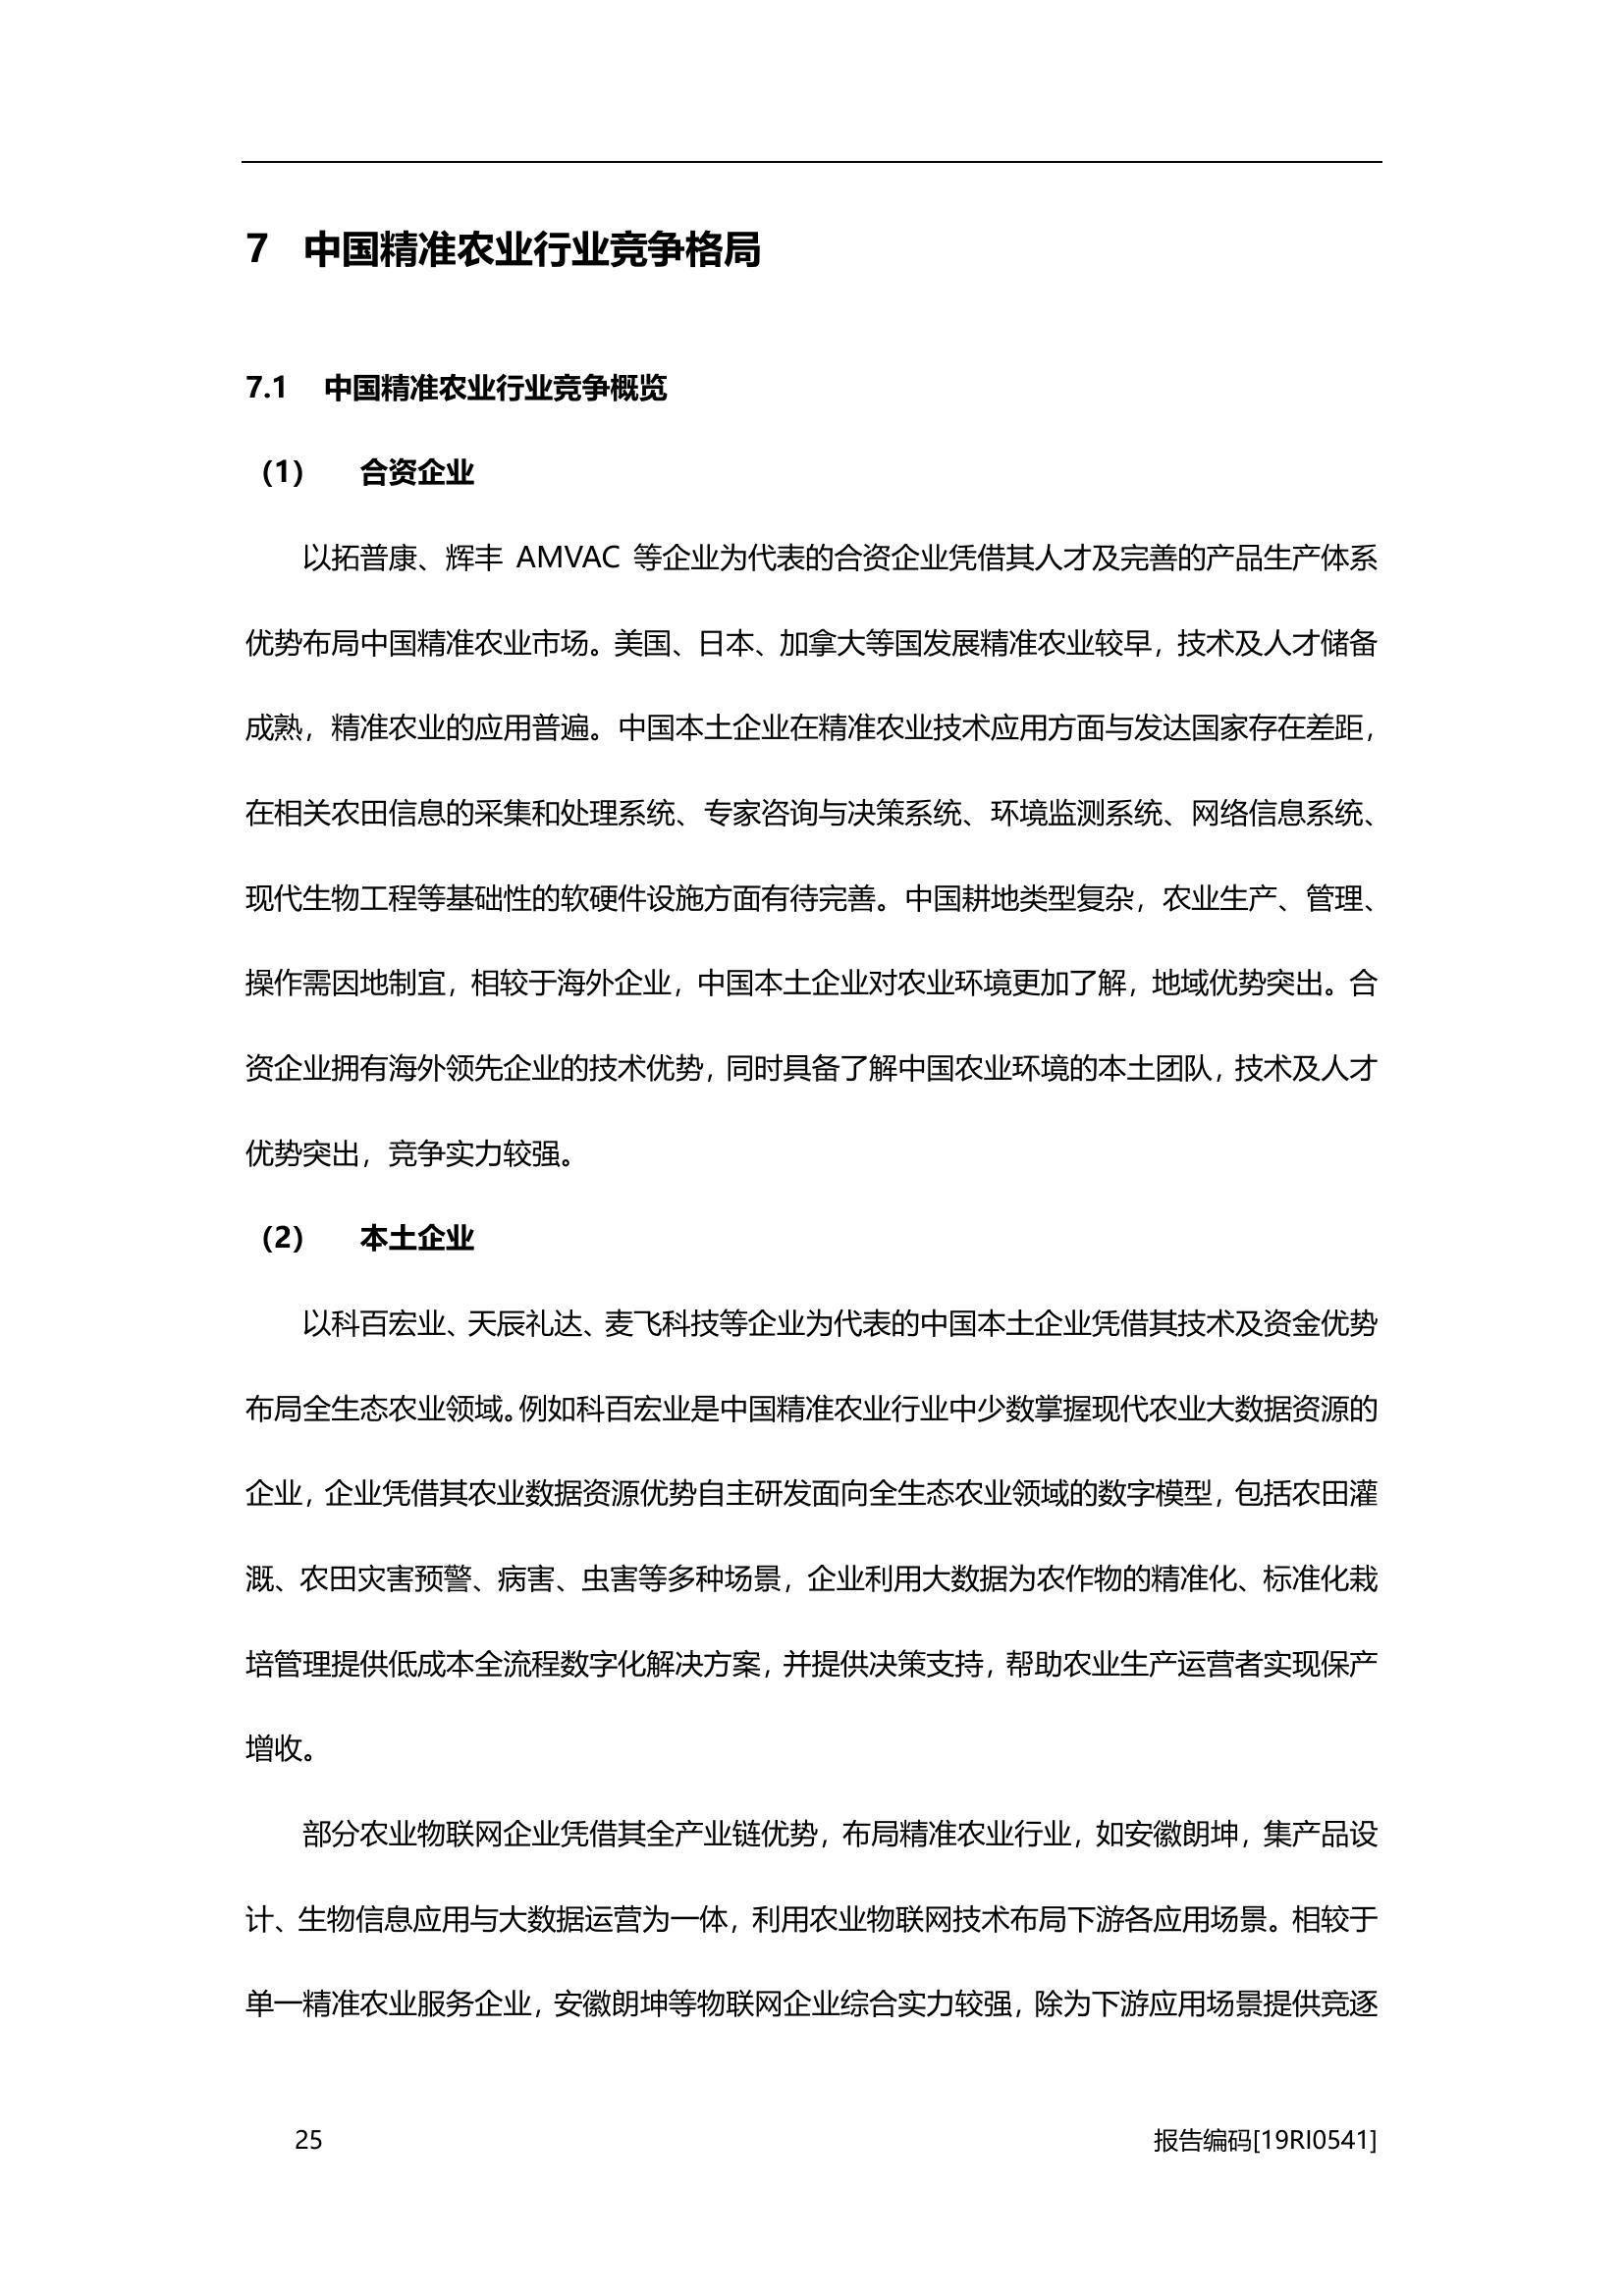 7 中国精准农业行业竞争格局
7.1 中国精准农业行业竞争概览
（1） 合资企业
以拓普康、辉丰 AMVAC 等企业为代表的合资企业凭借其人才及完善的产品生产体系
优势布局中国精准农业市场。美国、日本、加拿大等国发展精准农业较早，技术及人才储备
成熟，精准农业的应用普遍。中国本土企业在精准农业技术应用方面与发达国家存在差距，
在相关农田信息的采集和处理系统、专家咨询与决策系统、环境监测系统、网络信息系统、
现代生物工程等基础性的软硬件设施方面有待完善。中国耕地类型复杂，农业生产、管理、
操作需因地制宜，相较于海外企业，中国本土企业对农业环境更加了解，地域优势突出。合
资企业拥有海外领先企业的技术优势，同时具备了解中国农业环境的本土团队，技术及人才
优势突出，竞争实力较强。
（2） 本土企业
以科百宏业、天辰礼达、麦飞科技等企业为代表的中国本土企业凭借其技术及资金优势
布局全生态农业领域。例如科百宏业是中国精准农业行业中少数掌握现代农业大数据资源的
企业，企业凭借其农业数据资源优势自主研发面向全生态农业领域的数字模型，包括农田灌
溉、农田灾害预警、病害、虫害等多种场景，企业利用大数据为农作物的精准化、标准化栽
培管理提供低成本全流程数字化解决方案，并提供决策支持，帮助农业生产运营者实现保产
增收。
部分农业物联网企业凭借其全产业链优势，布局精准农业行业，如安徽朗坤，集产品设
计、生物信息应用与大数据运营为一体，利用农业物联网技术布局下游各应用场景。相较于
单一精准农业服务企业，安徽朗坤等物联网企业综合实力较强，除为下游应用场景提供竞逐
25 报告编码[19RI0541]